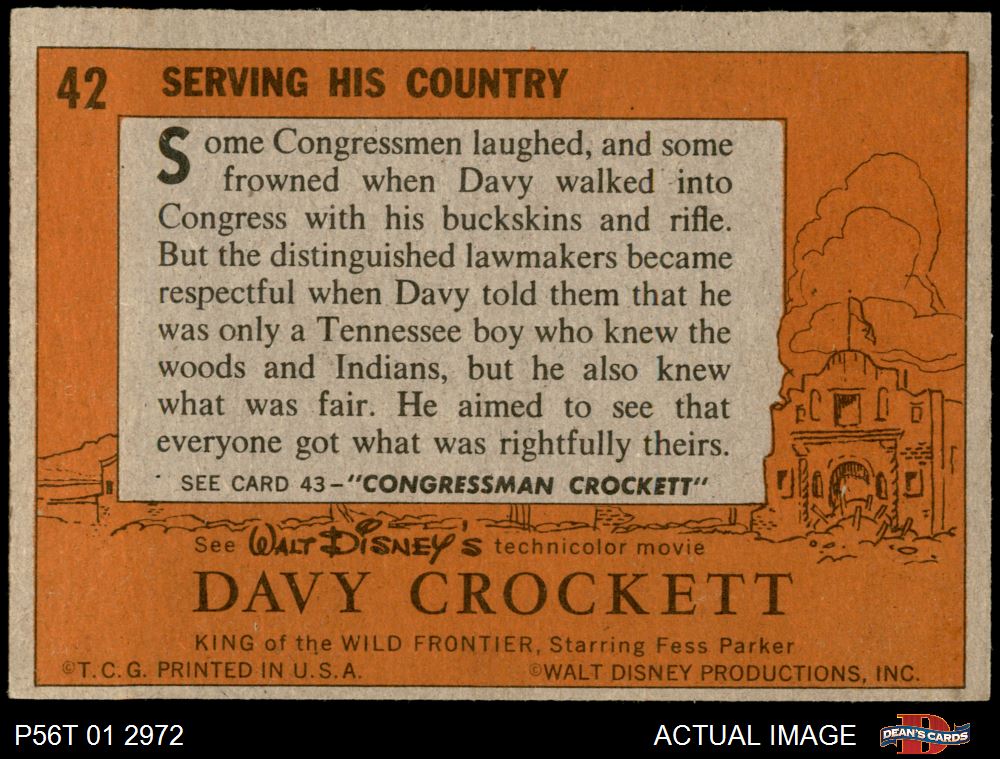 42 SERVING HIS COUNTRY
Some Congressmen laughed, and some
frowned when Davy walked into
Congress with his buckskins and rifle.
But the distinguished lawmakers became
respectful when Davy told them that he
was only a Tennessee boy who knew the
woods and Indians, but he also knew
what was fair. He aimed to see that
everyone got what was rightfully theirs.
SEE CARD 43-"CONGRESSMAN CROCKETT"
See WALT DISNEY'S technicolor movie
DAVY CROCKETT
KING of the WILD FRONTIER, Starring Fess Parker
©T.C.G. PRINTED IN U.S.A. ©WALT DISNEY PRODUCTIONS, INC.
P56T 01 2972 ACTUAL IMAGE D DEAN'S CARDS